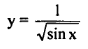 y = 1/√(sin x)